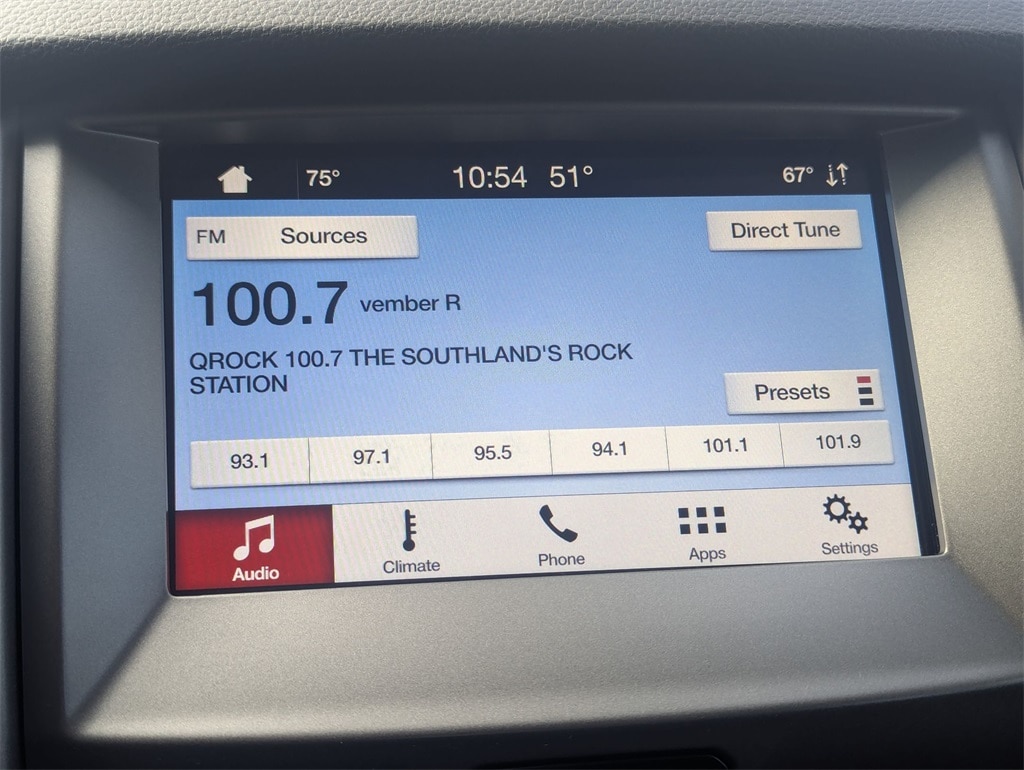 75° 10:54 51° 67°
FM Sources Direct Tune
100.7 vember R
QROCK 100.7 THE SOUTHLAND'S ROCK
STATION
Presets
93.1 97.1 95.5 94.1 101.1 101.9
Audio Climate Phone Apps Settings